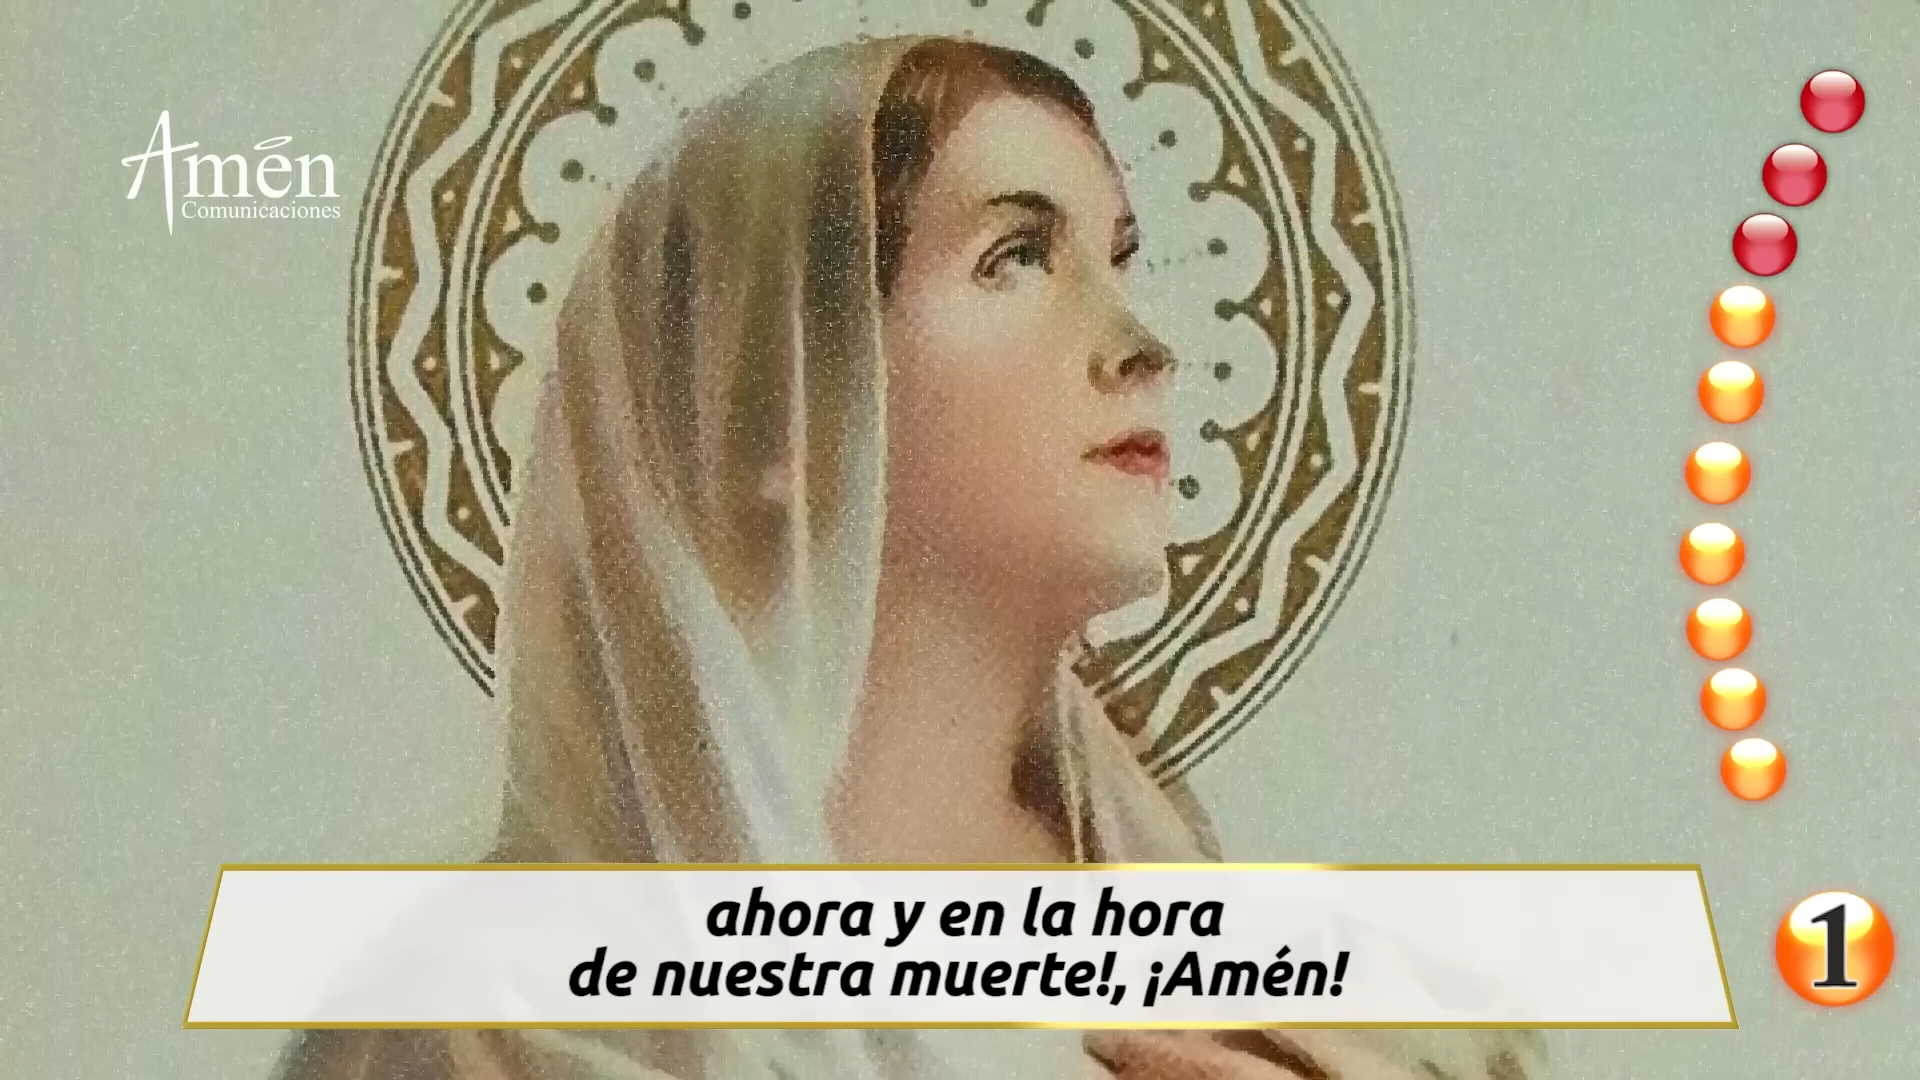 Amén
Comunicaciones
ahora y en la hora
de nuestra muerte!, ¡Amén!
1